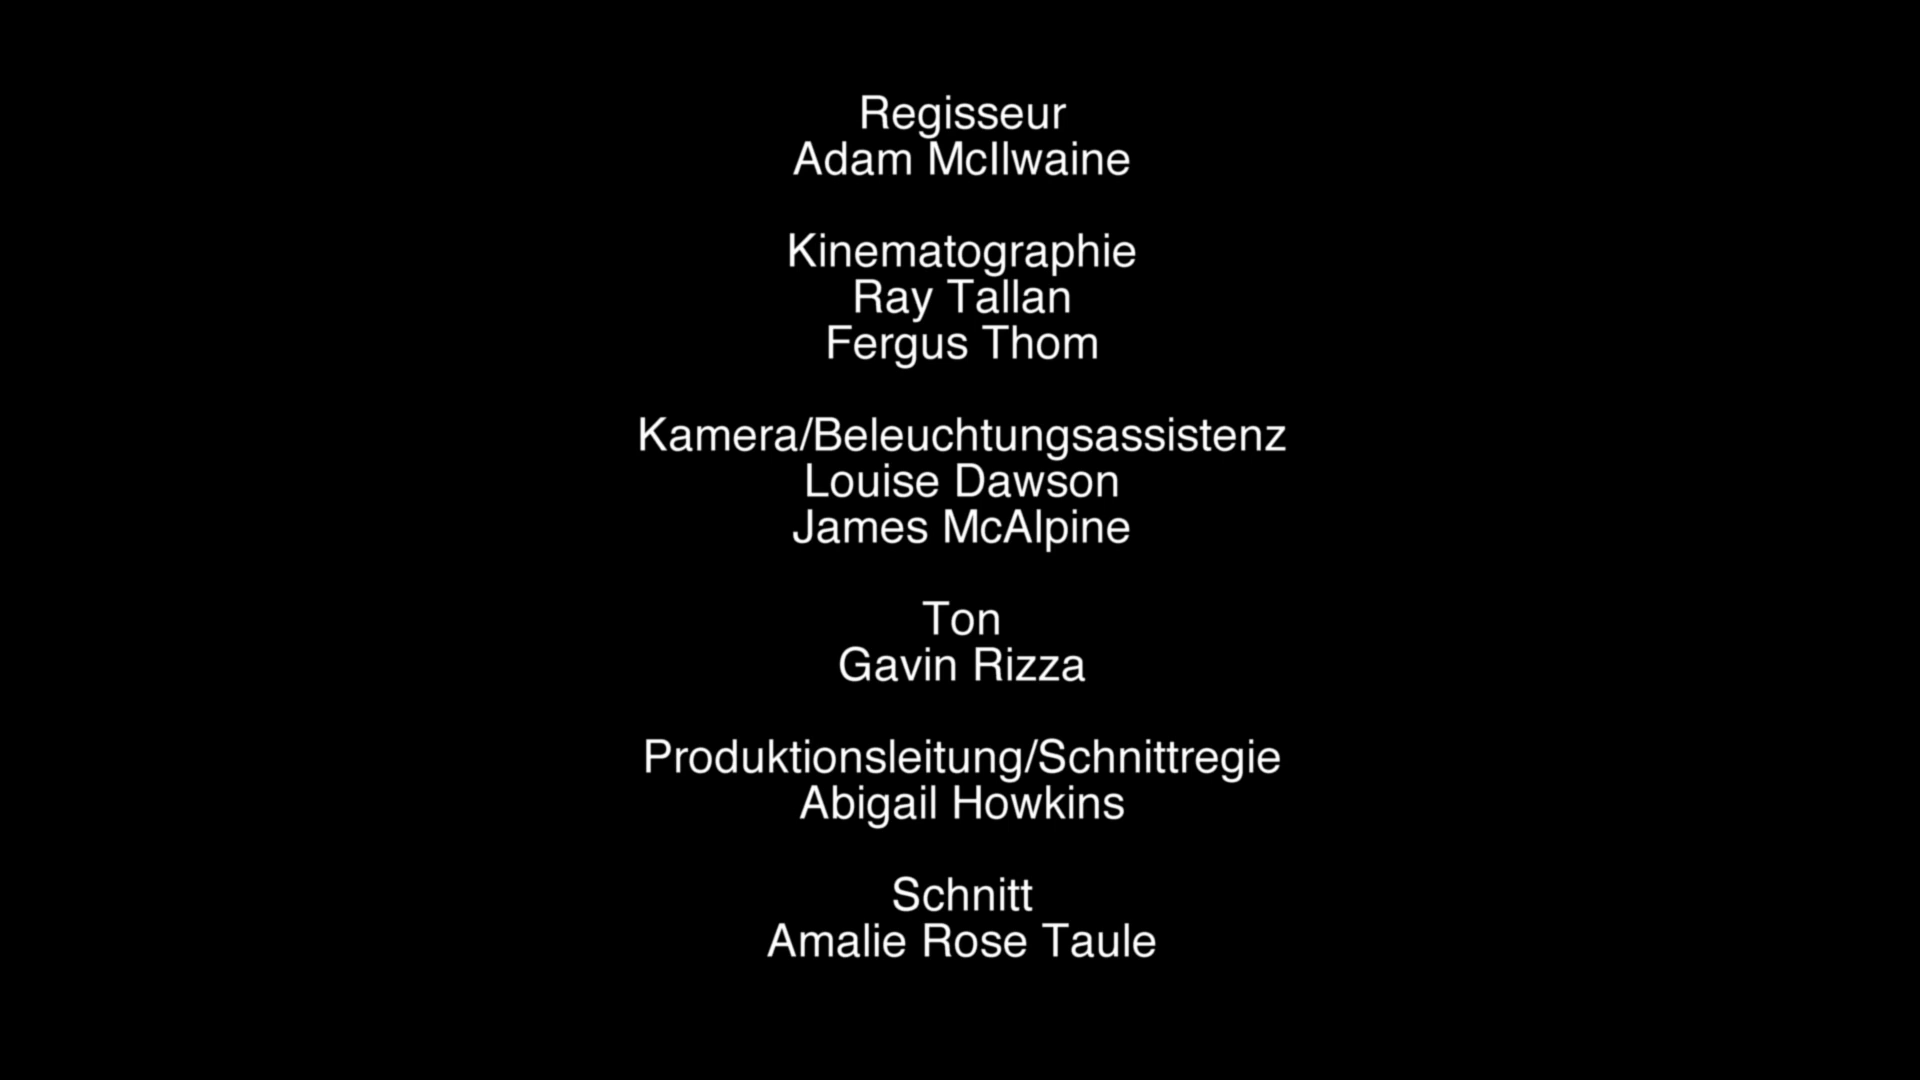 Regisseur
Adam McIlwaine
Kinematographie
Ray Tallan
Fergus Thom
Kamera/Beleuchtungsassistenz
Louise Dawson
James McAlpine
Ton
Gavin Rizza
Produktionsleitung/Schnittregie
Abigail Howkins
Schnitt
Amalie Rose Taule